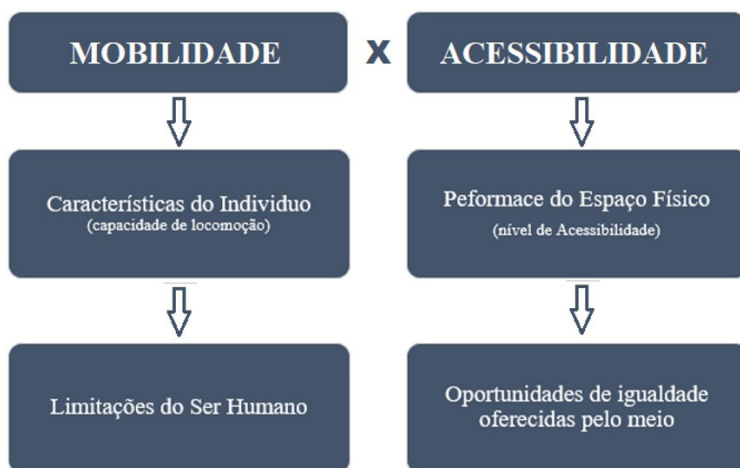 MOBILIDADE
X
ACESSIBILIDADE
Características do Individuo
(capacidade de locomoção)
Peformace do Espaço Físico
(nível de Acessibilidade)
Limitações do Ser Humano
Oportunidades de igualdade
oferecidas pelo meio